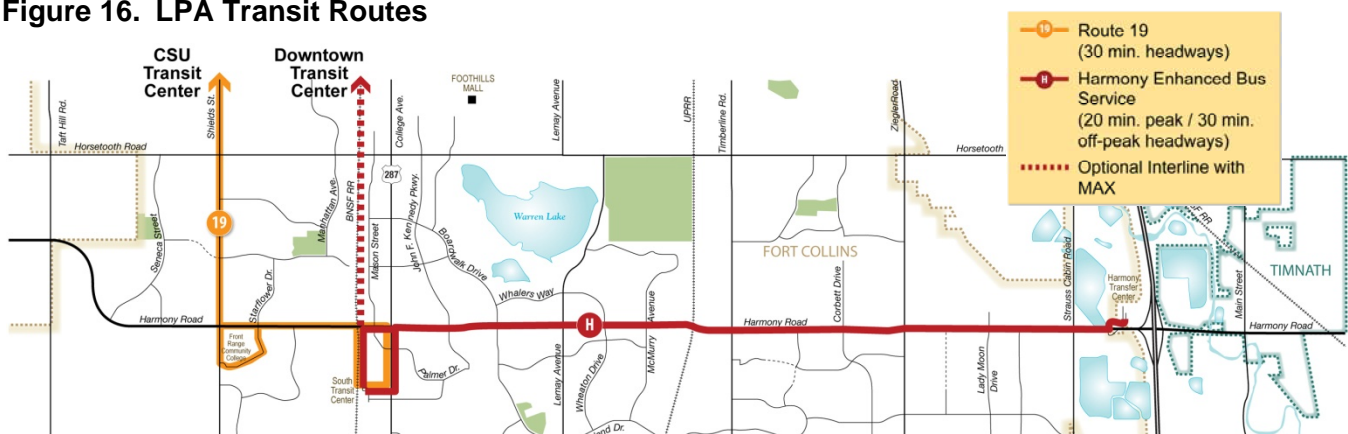 Figure 16. LPA Transit Routes
CSU
Transit
Center
Downtown
Transit
Center
FOOTHILLS
MALL
19
Route 19
(30 min. headways)
H
Harmony Enhanced Bus
Service
(20 min. peak / 30 min.
off-peak headways)
Optional Interline with
MAX
Taft Hill Rd.
Shields St.
College Ave.
Lemay Avenue
UPRR
Timberline Rd.
Ziegler Road
Horsetooth Road
Horsetooth
287
Seneca Street
19
Manhattan Ave.
BNSF RR
Mason Street
John F. Kennedy Pkwy.
Boardwalk Drive
Warren Lake
FORT COLLINS
RR
TIMNATH
Starflower Dr.
Whalers Way
Corbett Drive
Strauss Cabin Road
Harmony
Transfer
Center
Main Street
Harmony Road
H
Harmony Road
Harmony Road
Front
Range
Community
College
South
Transit
Center
Palmer Dr.
Lemay Avenue
Wheaton Drive
McMurry Avenue
Lady Moon
Drive
nd Dr.